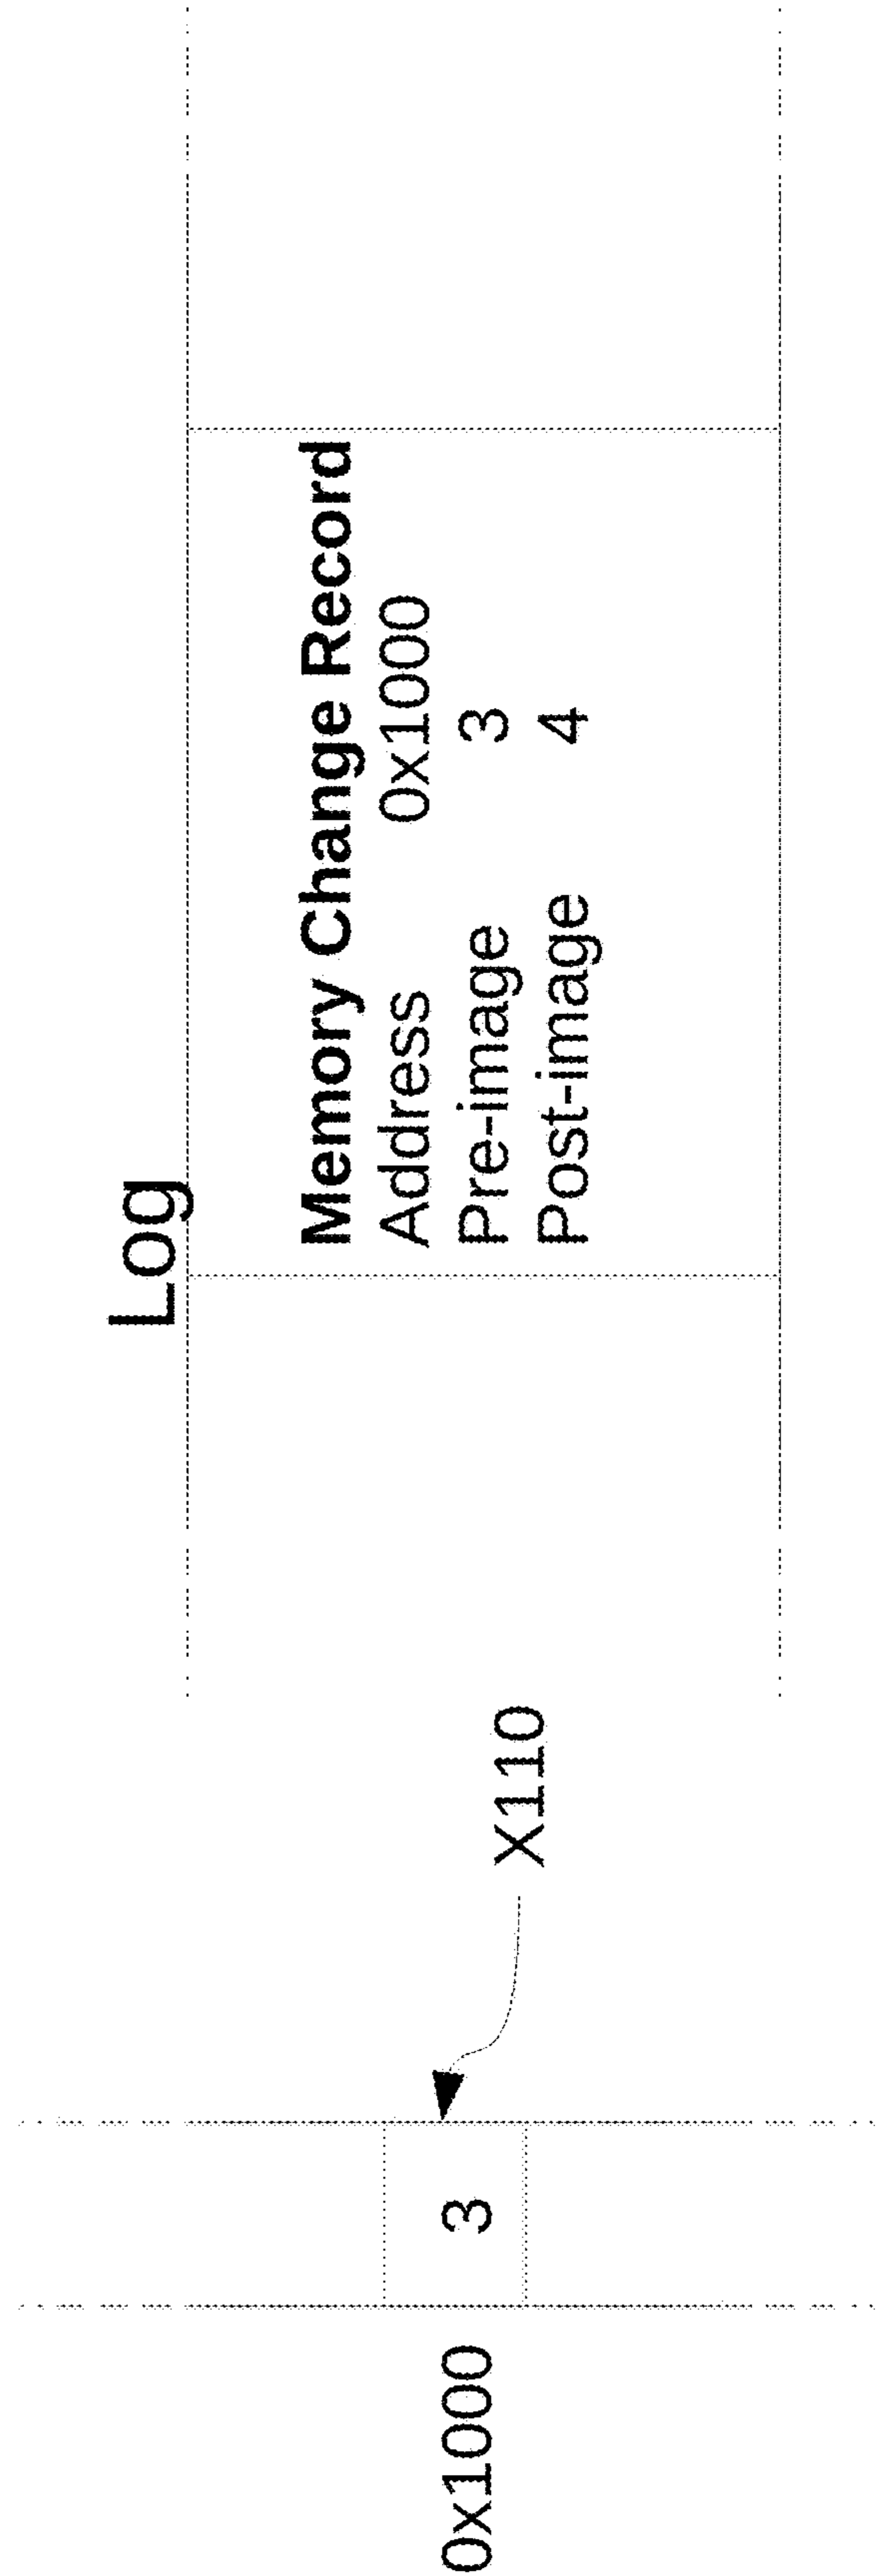 0x1000
3
X110
Log
Memory Change Record
Address 0x1000
Pre-image 3
Post-image 4